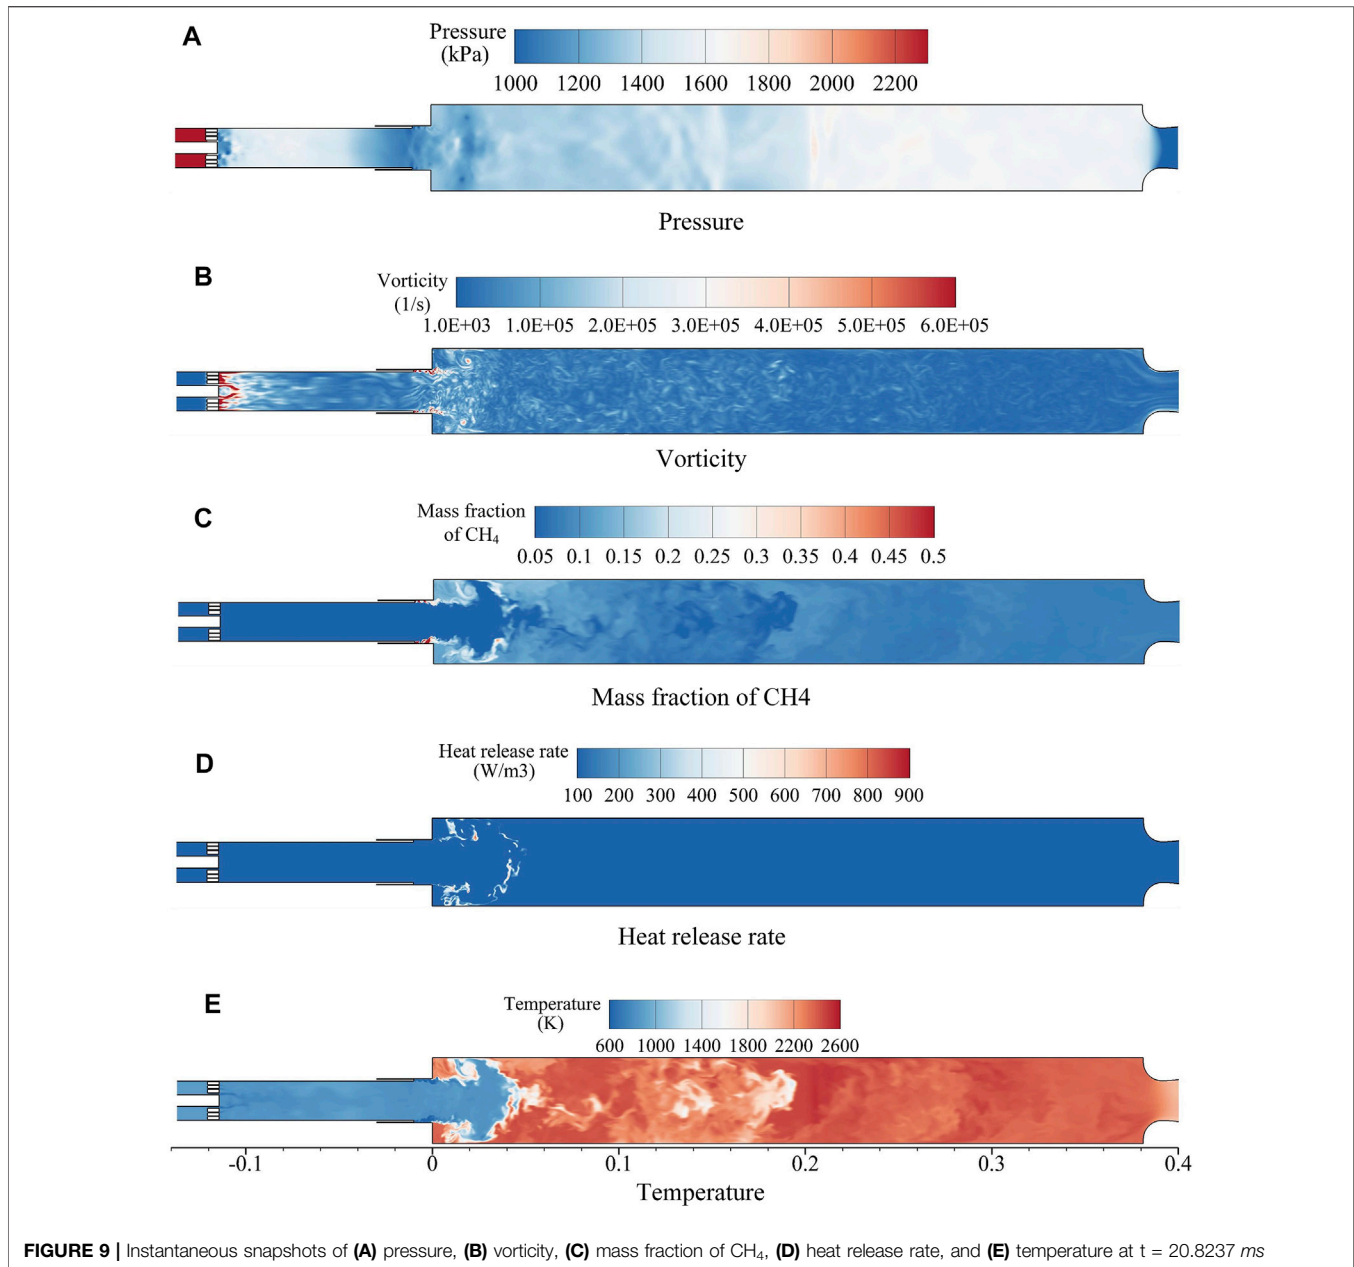 A
Pressure
(kPa)
1000 1200 1400 1600 1800 2000 2200
Pressure
B
Vorticity
(1/s)
1.0E+03 1.0E+05 2.0E+05 3.0E+05 4.0E+05 5.0E+05 6.0E+05
Vorticity
C
Mass fraction
of CH₄
0.05 0.1 0.15 0.2 0.25 0.3 0.35 0.4 0.45 0.5
Mass fraction of CH4
D
Heat release rate
(W/m3)
100 200 300 400 500 600 700 800 900
Heat release rate
E
Temperature
(K)
600 1000 1400 1800 2200 2600
-0.1 0 0.1 0.2 0.3 0.4
Temperature
FIGURE 9 | Instantaneous snapshots of (A) pressure, (B) vorticity, (C) mass fraction of CH₄, (D) heat release rate, and (E) temperature at t = 20.8237 ms